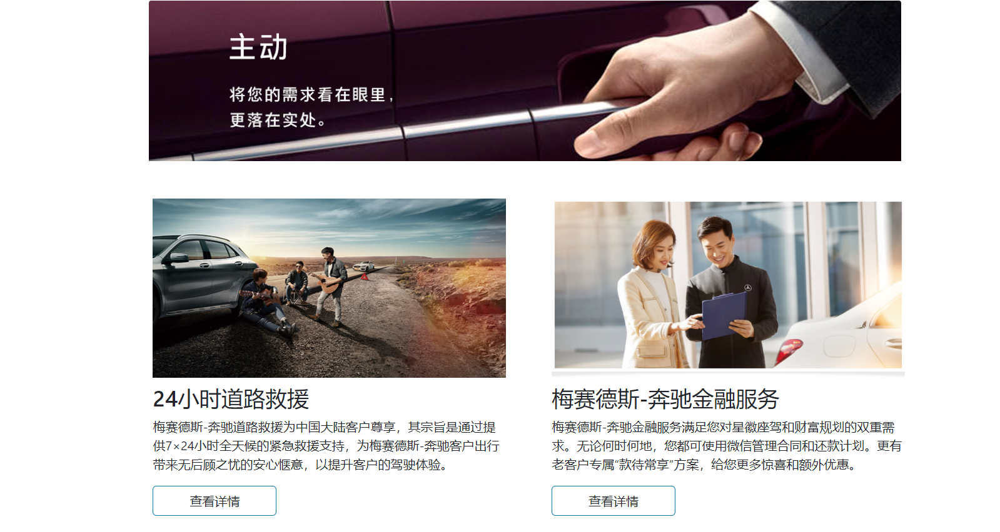 主动
将您的需求看在眼里，
更落在实处。
24小时道路救援
梅赛德斯-奔驰道路救援为中国大陆客户尊享，其宗旨是通过提
供7×24小时全天候的紧急救援支持，为梅赛德斯-奔驰客户出行
带来无后顾之忧的安心惬意，以提升客户的驾驶体验。
查看详情
梅赛德斯-奔驰金融服务
梅赛德斯-奔驰金融服务满足您对星徽座驾和财富规划的双重需
求。无论何时何地，您都可使用微信管理合同和还款计划。更有
老客户专属“款待常享”方案，给您更多惊喜和额外优惠。
查看详情